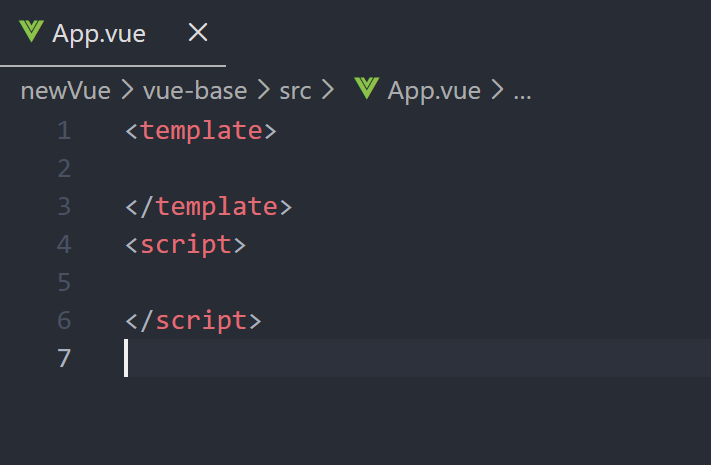 App.vue
newVue > vue-base > src > App.vue > ...
1 <template>
2
3 </template>
4 <script>
5
6 </script>
7